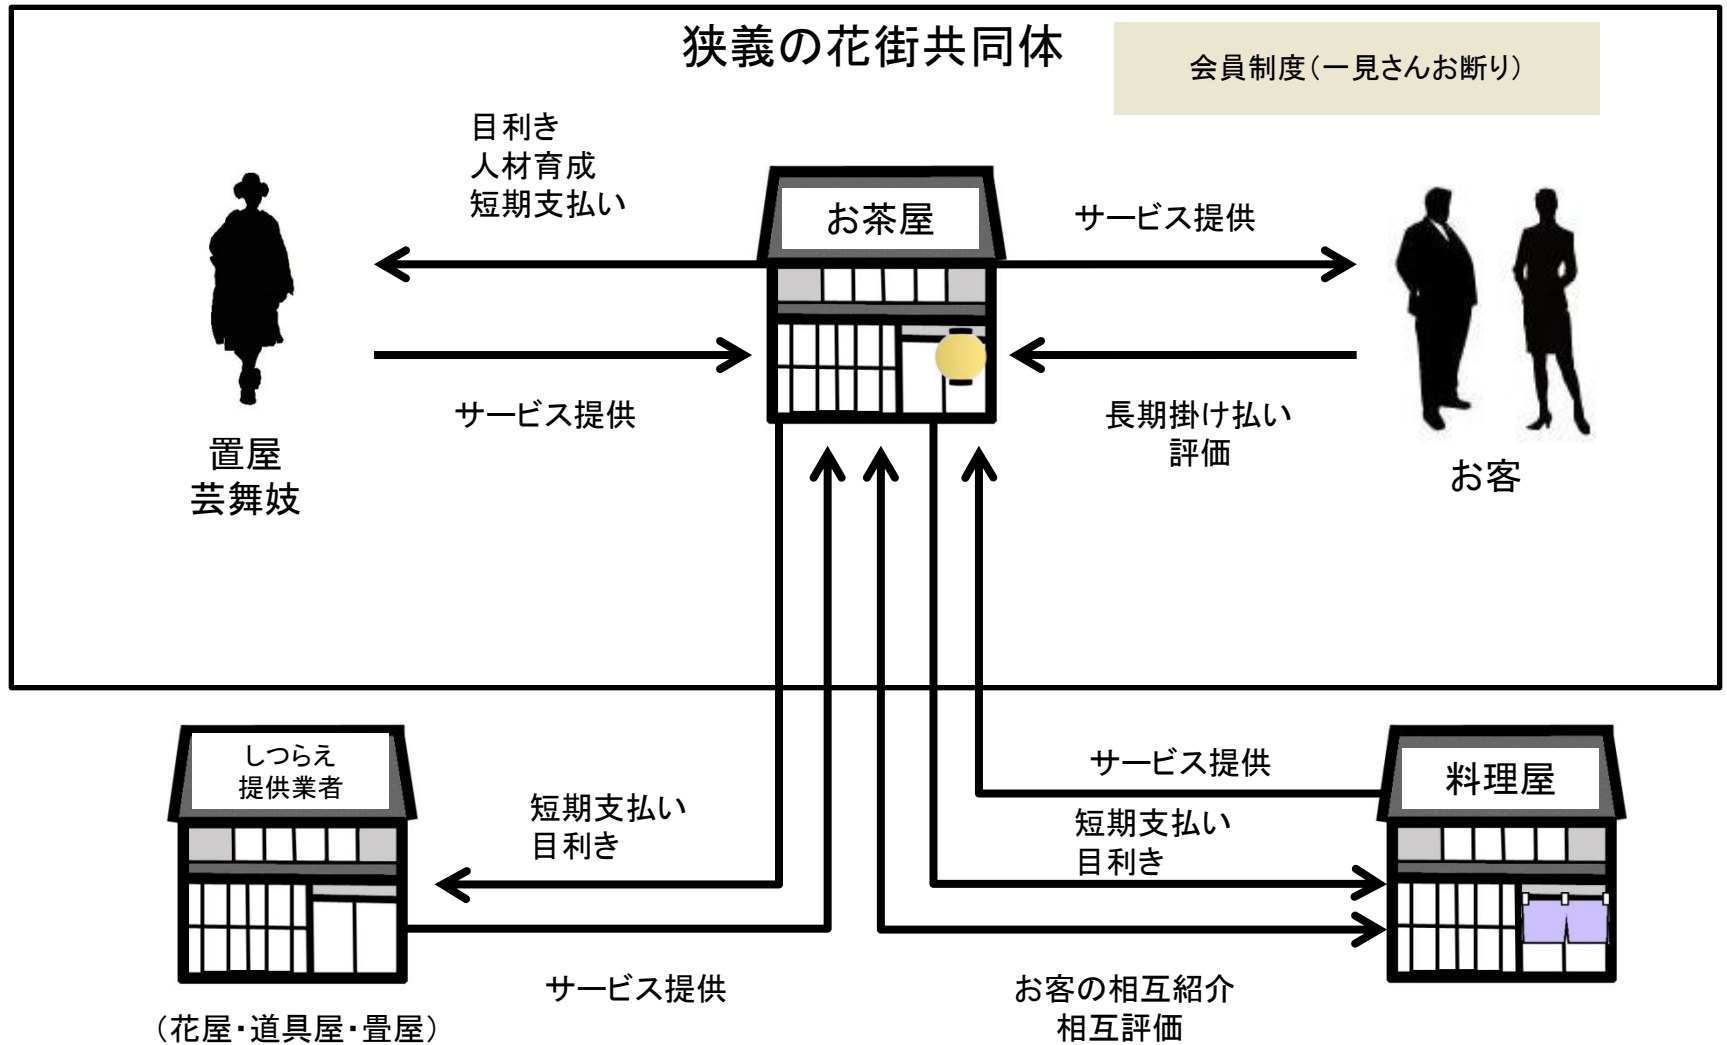 狭義の花街共同体
会員制度(一見さんお断り)
目利き
人材育成
短期支払い
お茶屋
サービス提供
サービス提供
長期掛け払い
評価
置屋
芸舞妓
お客
しつらえ
提供業者
短期支払い
目利き
サービス提供
(花屋・道具屋・畳屋)
サービス提供
料理屋
短期支払い
目利き
お客の相互紹介
相互評価